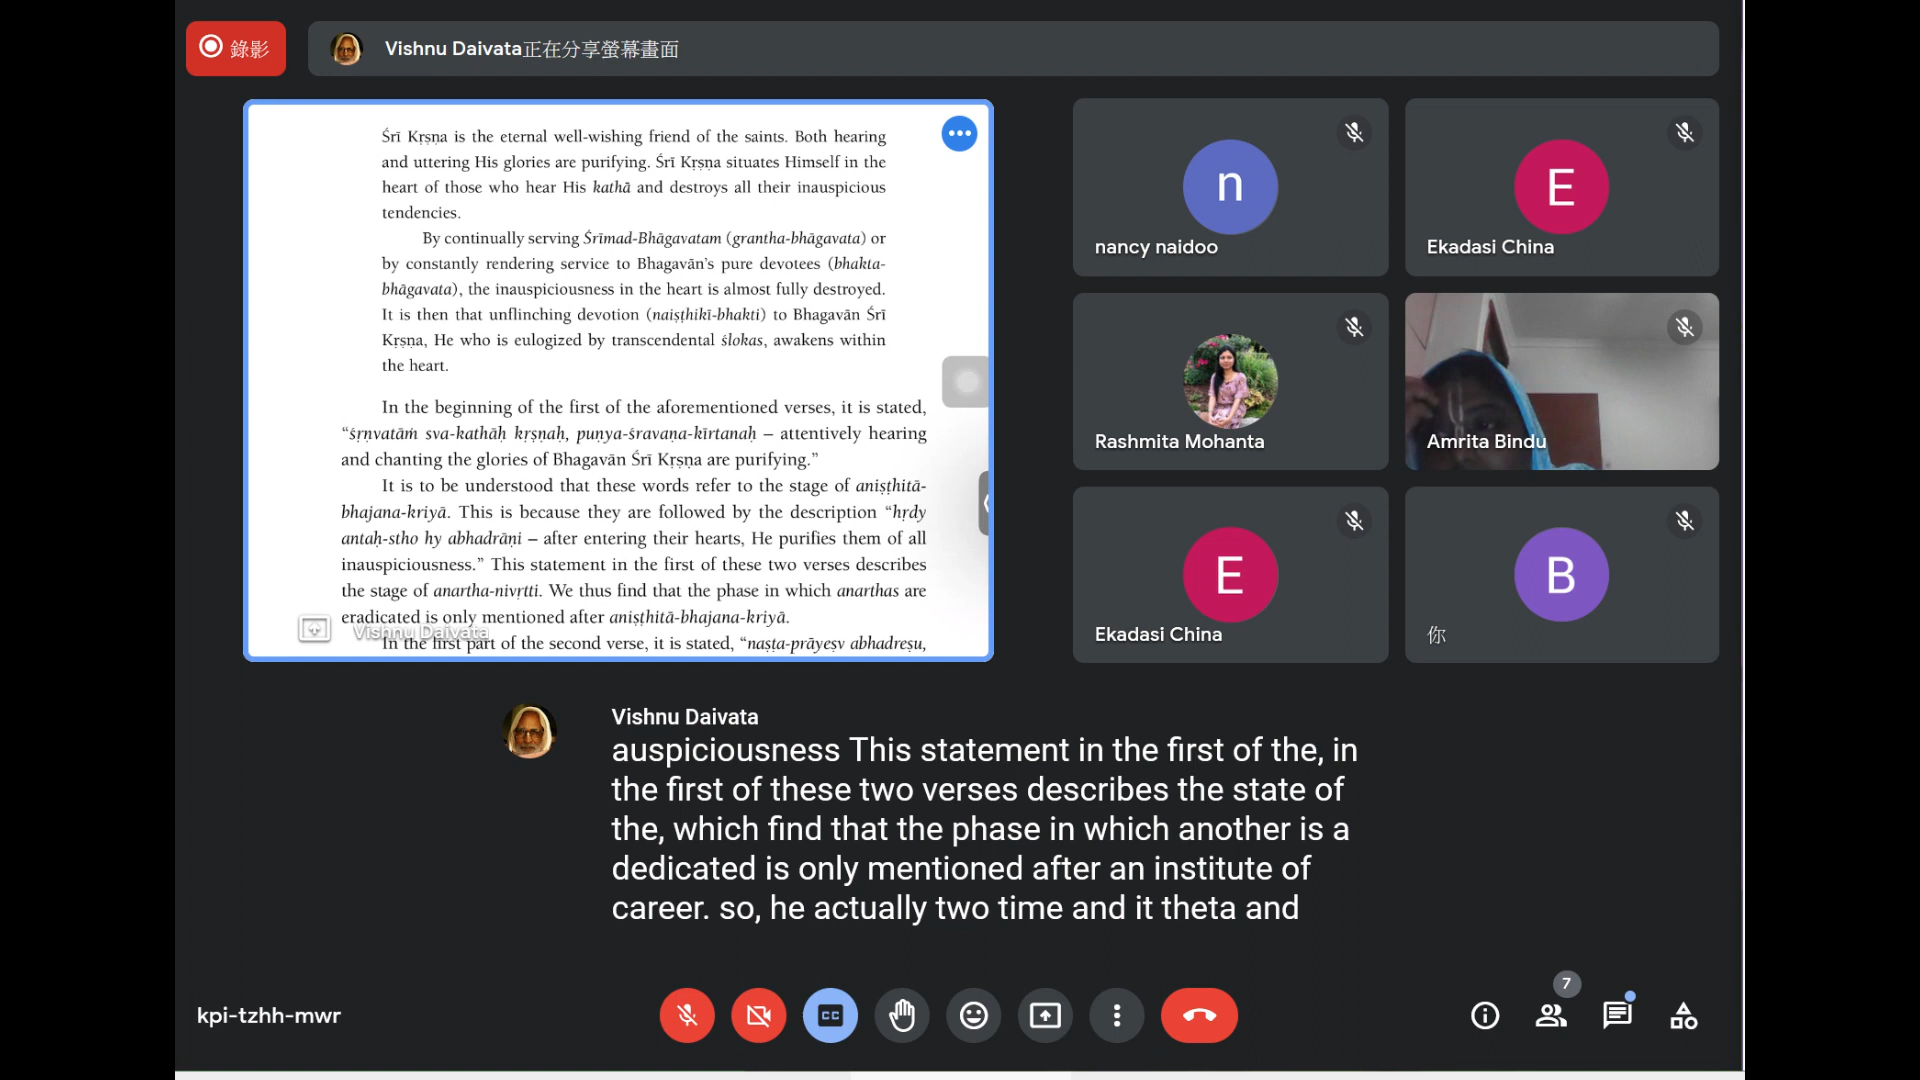 錄影
Vishnu Daivata正在分享螢幕畫面
Śrī Kṛṣṇa is the eternal well-wishing friend of the saints. Both hearing
and uttering His glories are purifying. Śrī Kṛṣṇa situates Himself in the
heart of those who hear His kathā and destroys all their inauspicious
tendencies.
By continually serving Śrīmad-Bhāgavatam (grantha-bhāgavata) or
by constantly rendering service to Bhagavān's pure devotees (bhakta-
bhāgavata), the inauspiciousness in the heart is almost fully destroyed.
It is then that unflinching devotion (naiṣṭhikī-bhakti) to Bhagavān Śrī
Kṛṣṇa, He who is eulogized by transcendental ślokas, awakens within
the heart.
In the beginning of the first of the aforementioned verses, it is stated,
“śṛṇvatāṁ sva-kathāḥ kṛṣṇaḥ, puṇya-śravaṇa-kīrtanaḥ – attentively hearing
and chanting the glories of Bhagavān Śrī Kṛṣṇa are purifying.”
It is to be understood that these words refer to the stage of aniṣṭhitā-
bhajana-kriyā. This is because they are followed by the description “hṛdy
antaḥ-stho hy abhadrāṇi – after entering their hearts, He purifies them of all
inauspiciousness.” This statement in the first of these two verses describes
the stage of anartha-nivṛtti. We thus find that the phase in which anarthas are
eradicated is only mentioned after aniṣṭhitā-bhajana-kriyā.
In the first part of the second verse, it is stated, “naṣṭa-prāyeṣv abhadreṣu,
Vishnu Daivata
n
nancy naidoo
E
Ekadasi China
Rashmita Mohanta
Amrita Bindu
E
Ekadasi China
B
你
Vishnu Daivata
auspiciousness This statement in the first of the, in
the first of these two verses describes the state of
the, which find that the phase in which another is a
dedicated is only mentioned after an institute of
career. so, he actually two time and it theta and
kpi-tzhh-mwr
CC
7